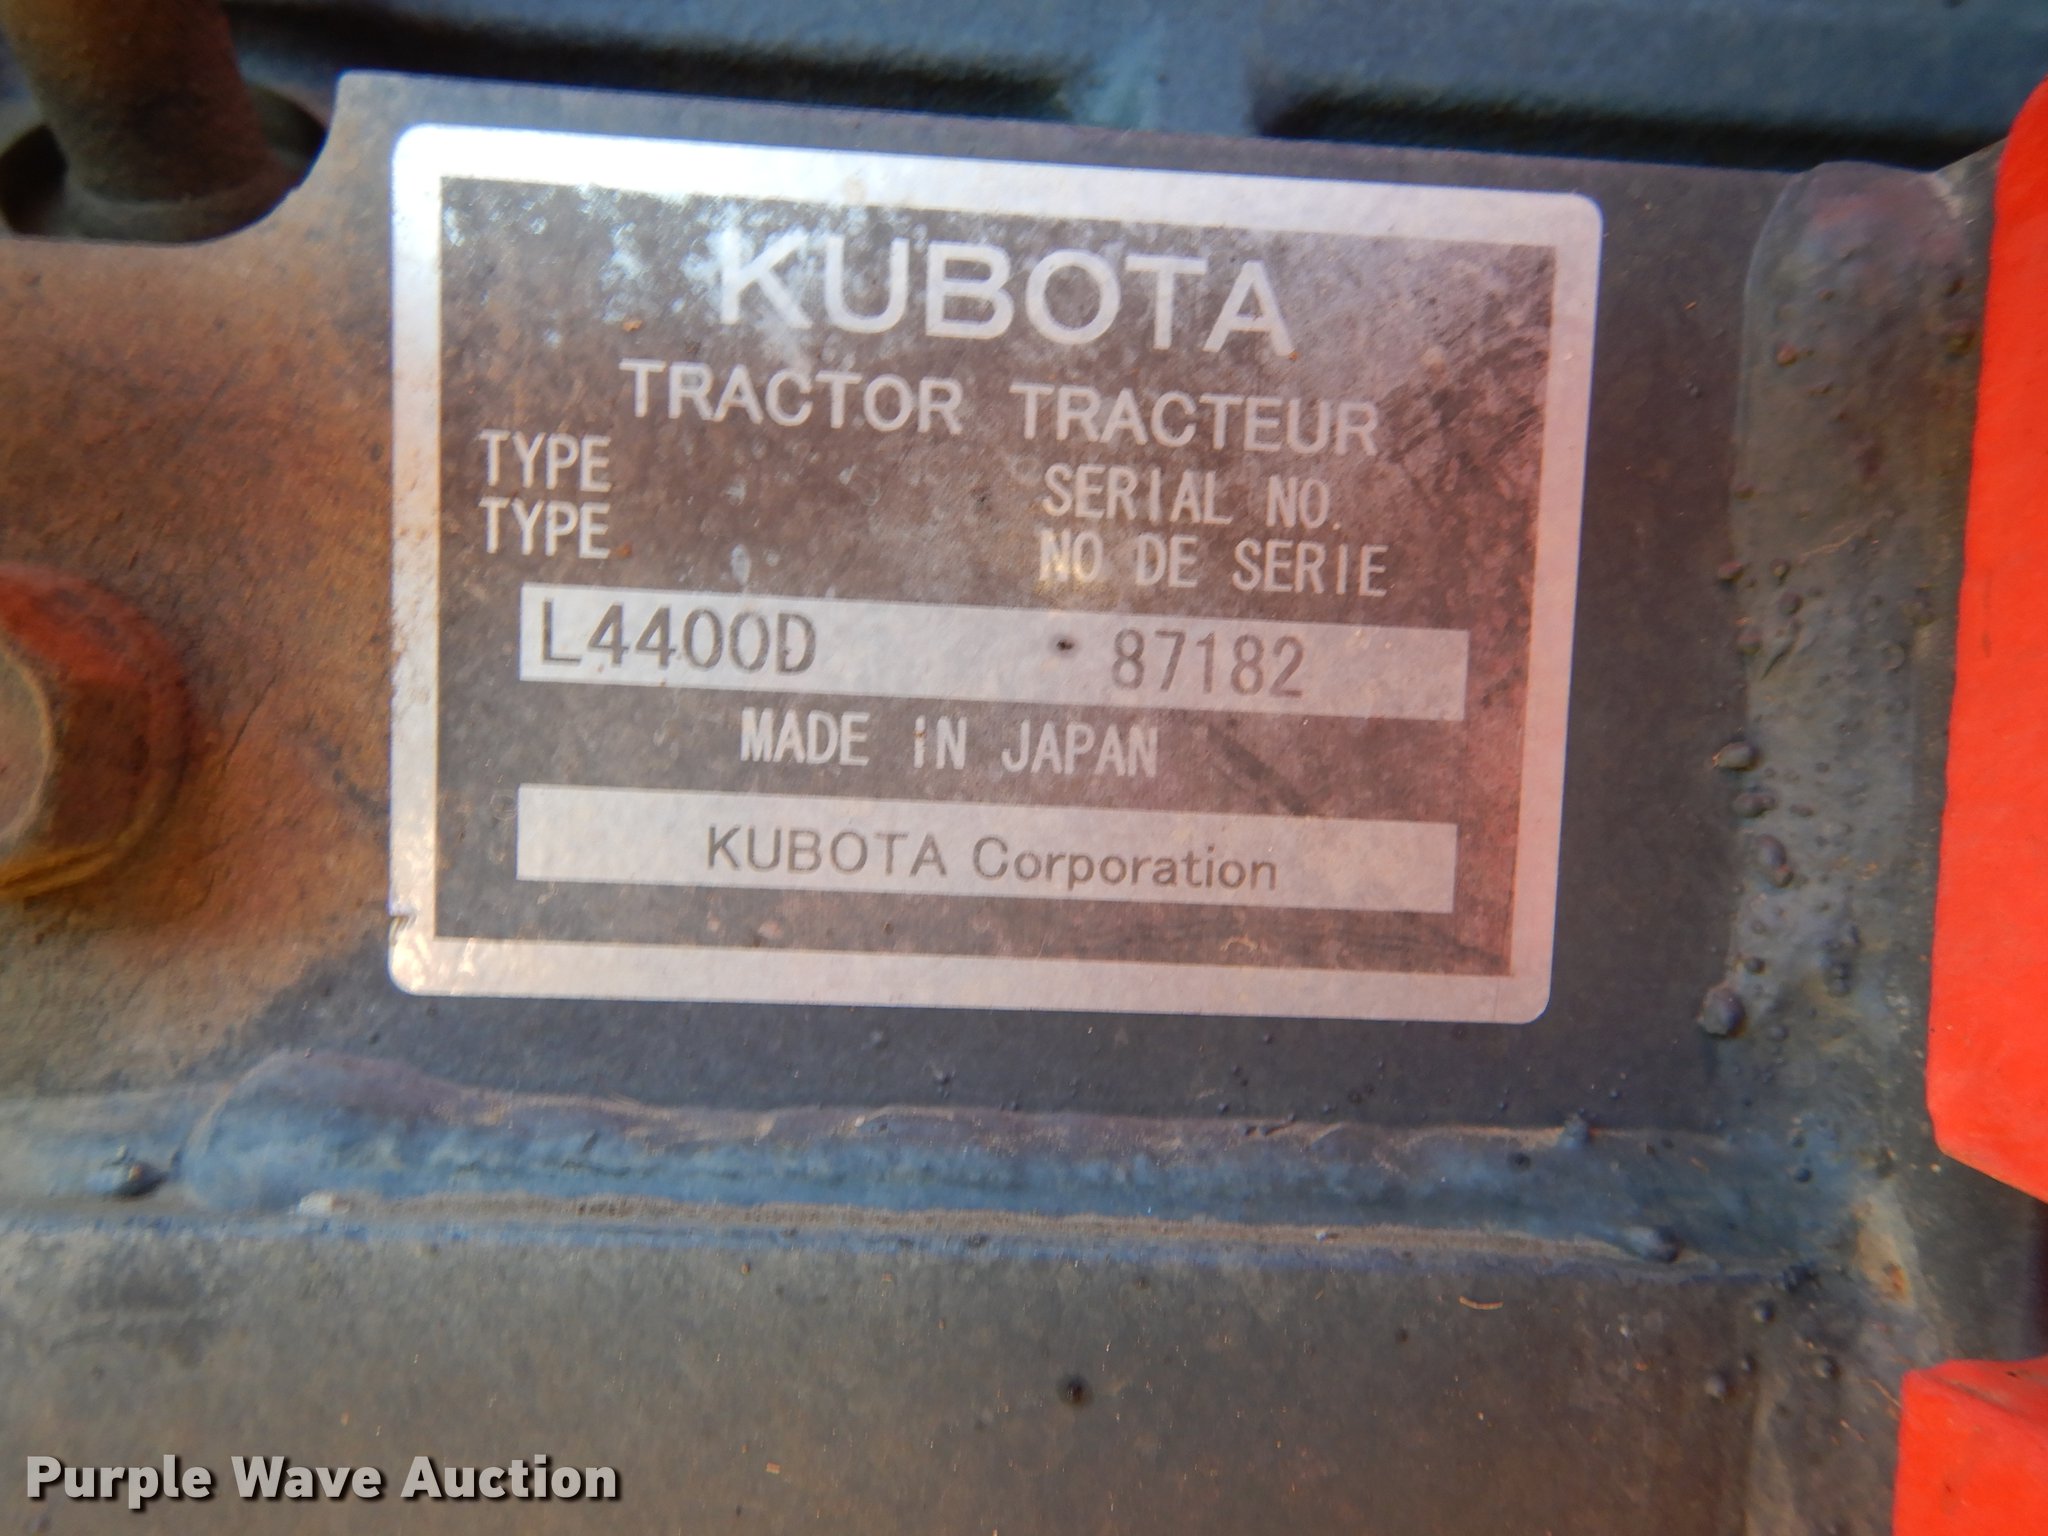 KUBOTA
TRACTOR TRACTEUR
TYPE SERIAL NO.
TYPE NO DE SERIE
L4400D 87182
MADE IN JAPAN
KUBOTA Corporation
Purple Wave Auction